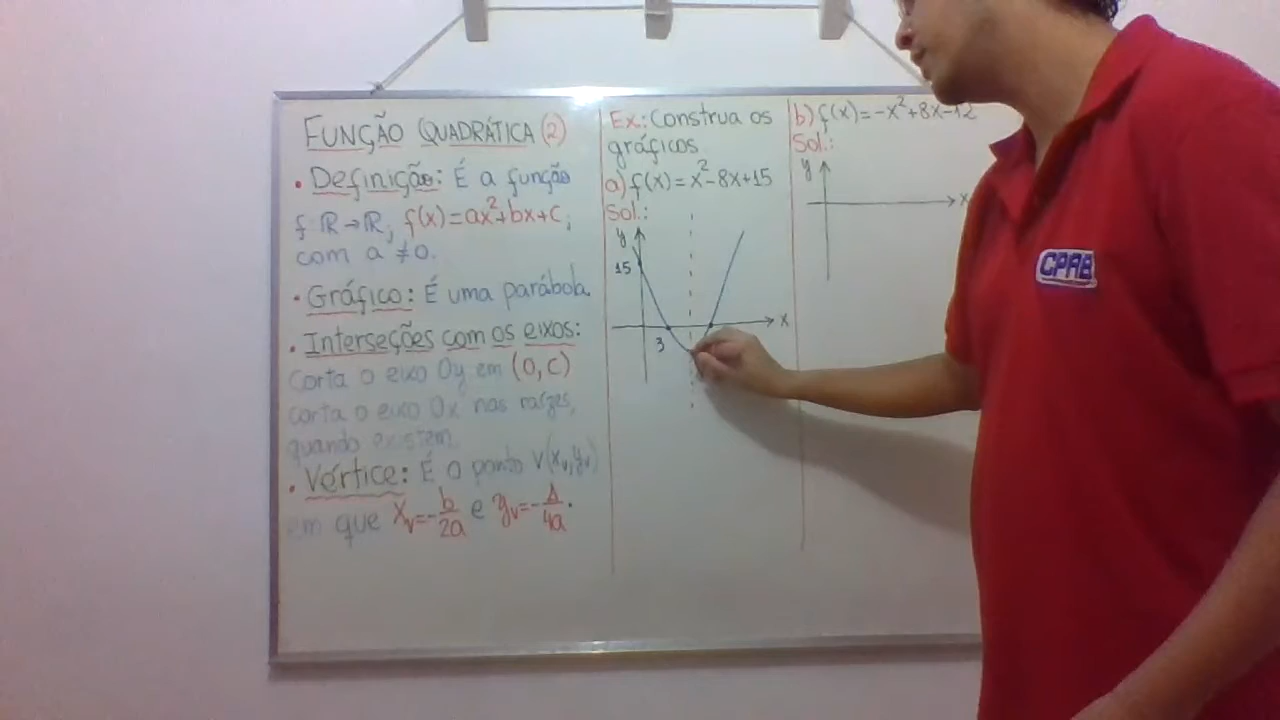 FUNÇÃO QUADRÁTICA (2)
• Definição: É a função
f ℝ→ℝ, f(x)=ax²+bx+c,
com a ≠0.
• Gráfico: É uma parábola.
• Interseções com os eixos:
Corta o eixo Oy em (0, C)
corta o eixo Ox nas raízes,
quando existem.
• Vértice: É o ponto V(xᵥ,yᵥ)
em que xᵥ=-b/2a e yᵥ=-Δ/4a.
Ex.: Construa os
gráficos
a) f(x)=x²-8x+15
Sol.:
y
15
x
3
b) f(x)=-x²+8x-12
Sol.:
y
x
CPAB